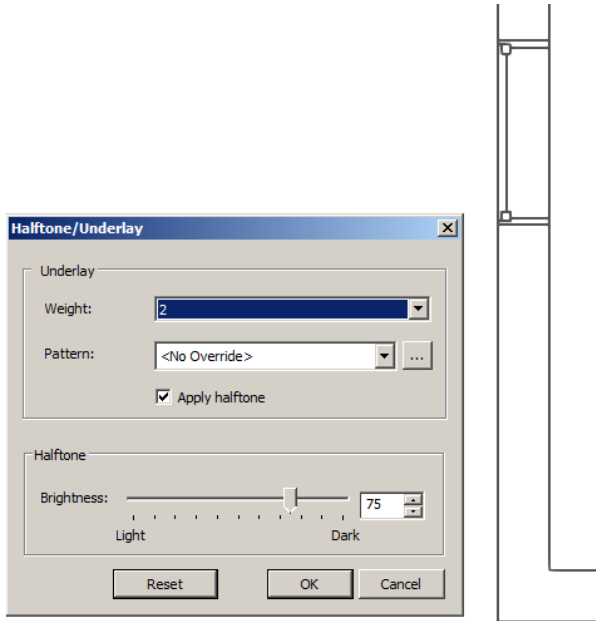 Halftone/Underlay
Underlay
Weight:
2
Pattern:
<No Override>
...
Apply halftone
Halftone
Brightness:
75
Light
Dark
Reset
OK
Cancel